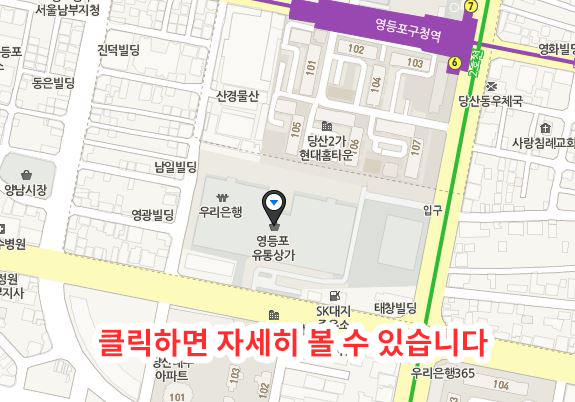 서울남부지청
영등포구청역
7
6
2호선
진덕빌딩
101
102
103
104
영화빌딩
동은빌딩
산경물산
105
106
107
당산2가
현대홈타운
당산동우체국
사랑침례교회
남일빌딩
양남시장
영광빌딩
우리은행
입구
영등포
유통상가
수병원
SK대지
태창빌딩
클릭하면 자세히 볼 수 있습니다
아파트
103
우리은행365
104
101
102
103